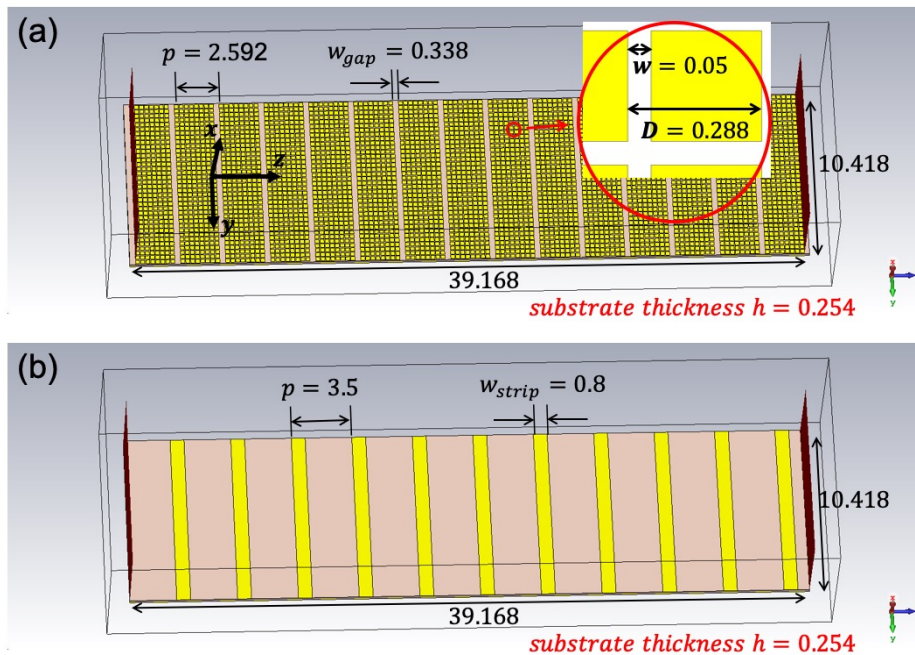 (a)
p = 2.592
w_gap = 0.338
w = 0.05
D = 0.288
x
z
y
10.418
39.168
substrate thickness h = 0.254
x
y
(b)
p = 3.5
w_strip = 0.8
10.418
39.168
substrate thickness h = 0.254
x
y